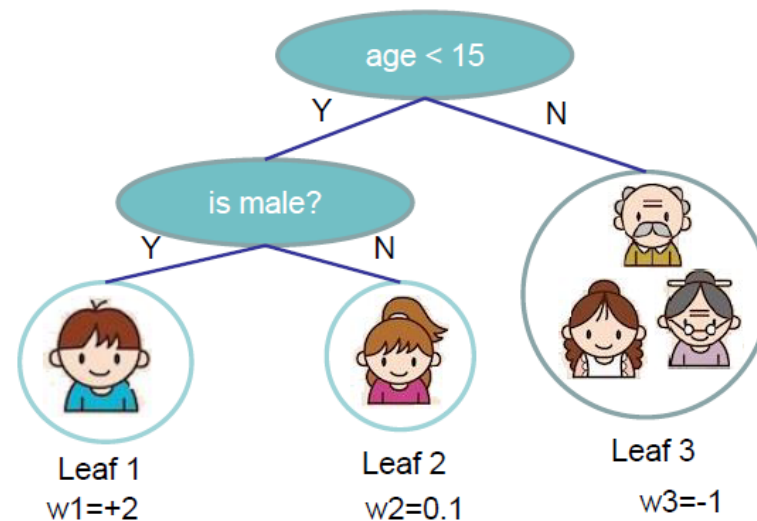 age < 15
Y
N
is male?
Y
N
Leaf 1
Leaf 2
Leaf 3
w1=+2
w2=0.1
w3=-1